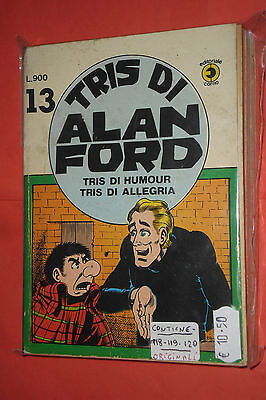 L.900
editoriale
corno
13
TRIS DI
ALAN
FORD
TRIS DI HUMOUR
TRIS DI ALLEGRIA
CONTIENE-
118-119-120
ORIGINALI
€ 10.50